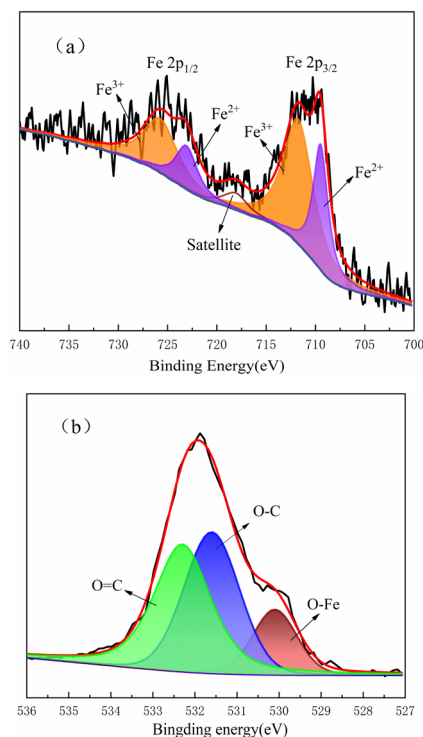 (a)
Fe 2p1/2
Fe 2p3/2
Fe3+
Fe2+
Fe3+
Fe2+
Satellite
740 735 730 725 720 715 710 705 700
Binding Energy(eV)
(b)
O-C
O=C
O-Fe
536 535 534 533 532 531 530 529 528 527
Bingding energy(eV)